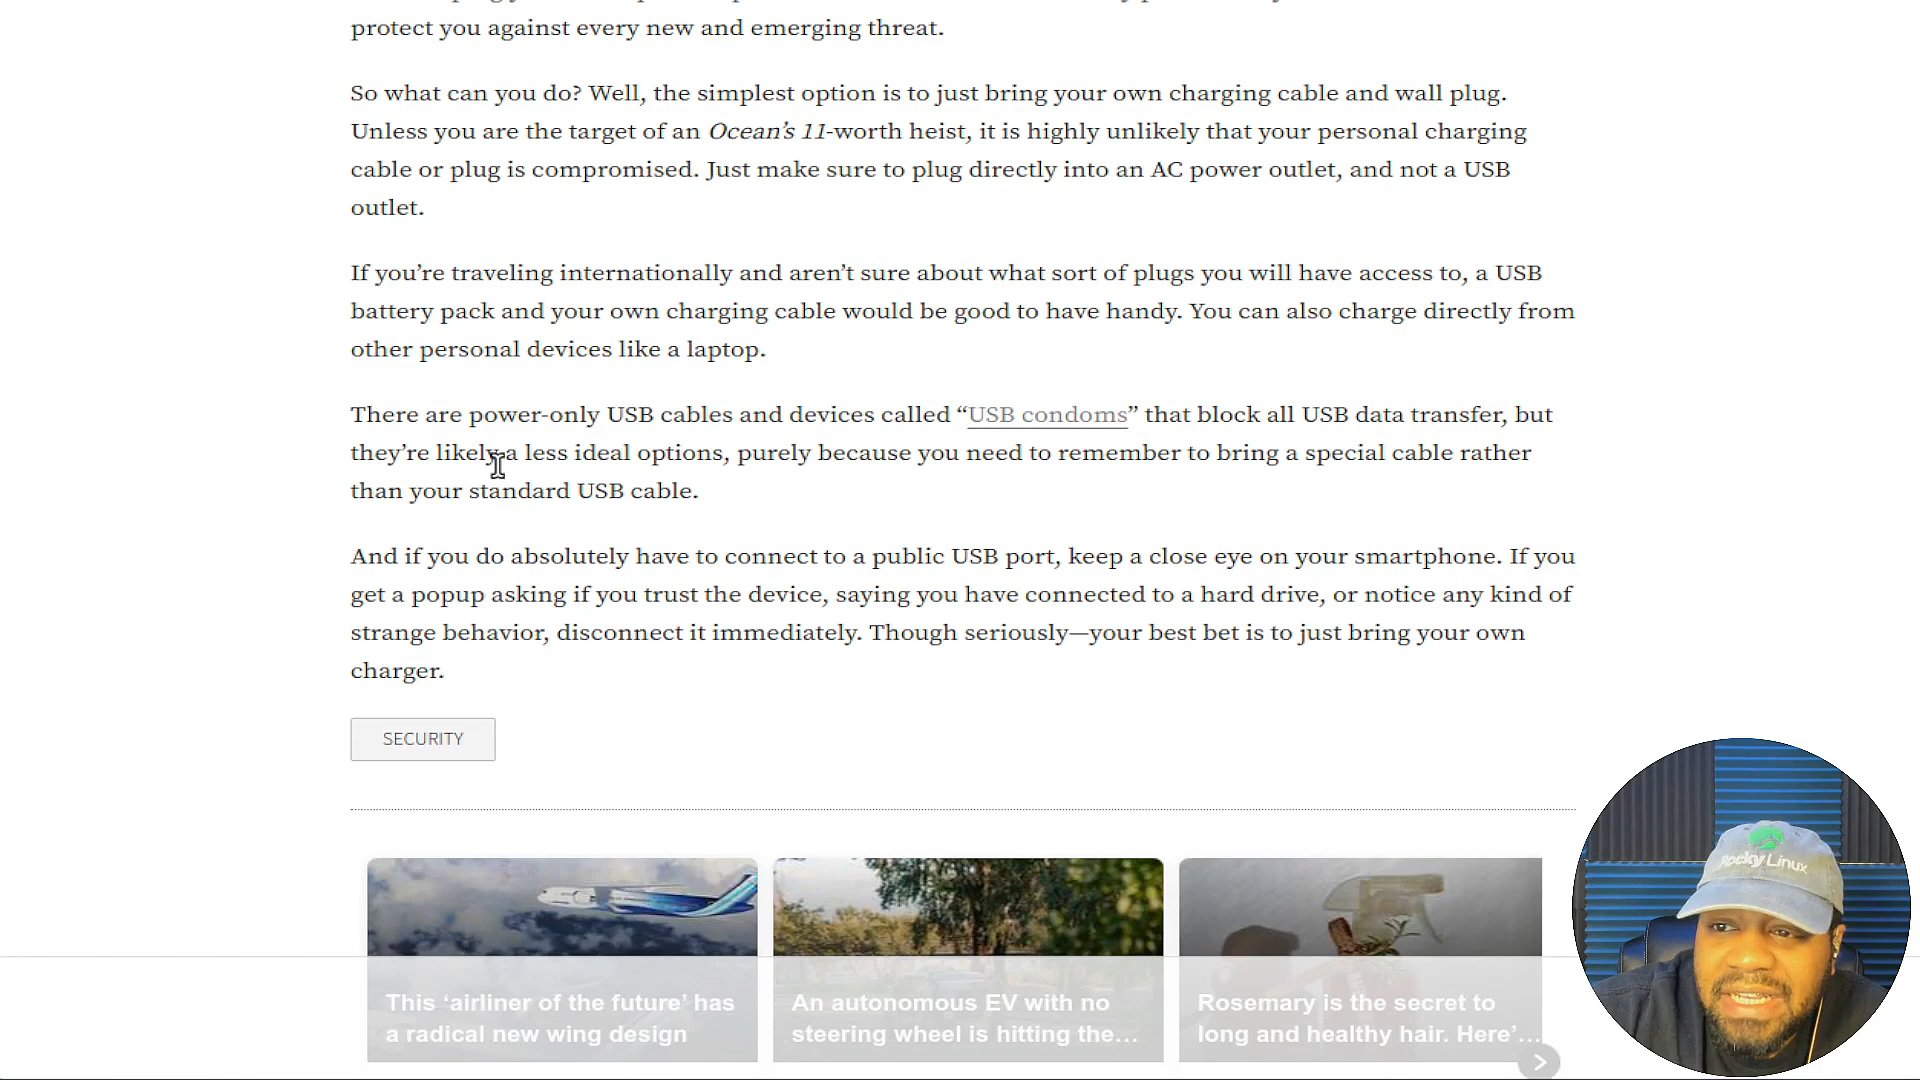 protect you against every new and emerging threat.
So what can you do? Well, the simplest option is to just bring your own charging cable and wall plug.
Unless you are the target of an Ocean’s 11-worth heist, it is highly unlikely that your personal charging
cable or plug is compromised. Just make sure to plug directly into an AC power outlet, and not a USB
outlet.
If you’re traveling internationally and aren’t sure about what sort of plugs you will have access to, a USB
battery pack and your own charging cable would be good to have handy. You can also charge directly from
other personal devices like a laptop.
There are power-only USB cables and devices called “USB condoms” that block all USB data transfer, but
they’re likely a less ideal options, purely because you need to remember to bring a special cable rather
than your standard USB cable.
And if you do absolutely have to connect to a public USB port, keep a close eye on your smartphone. If you
get a popup asking if you trust the device, saying you have connected to a hard drive, or notice any kind of
strange behavior, disconnect it immediately. Though seriously—your best bet is to just bring your own
charger.
SECURITY
This ‘airliner of the future’ has
a radical new wing design
An autonomous EV with no
steering wheel is hitting the…
Rosemary is the secret to
long and healthy hair. Here’…
Rocky Linux